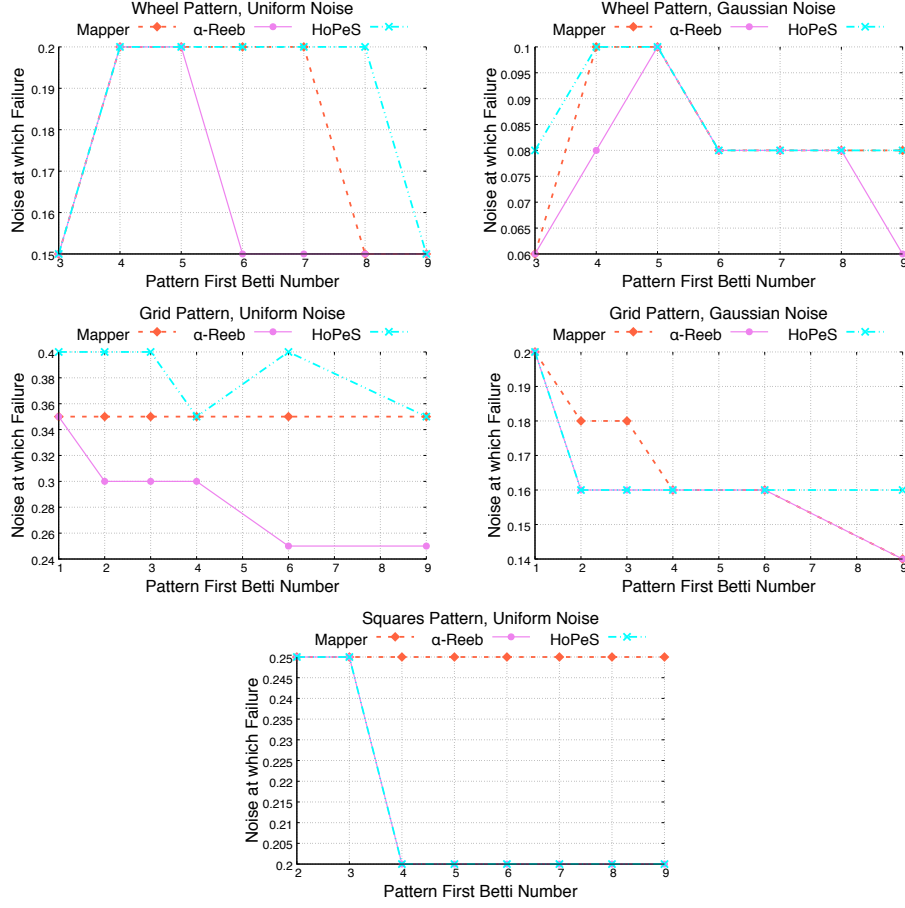 Wheel Pattern, Uniform Noise
Mapper α-Reeb HoPeS
0.2
0.19
0.18
0.17
0.16
0.15
Noise at which Failure
3 4 5 6 7 8 9
Pattern First Betti Number
Wheel Pattern, Gaussian Noise
Mapper α-Reeb HoPeS
0.1
0.095
0.09
0.085
0.08
0.075
0.07
0.065
0.06
Noise at which Failure
3 4 5 6 7 8 9
Pattern First Betti Number
Grid Pattern, Uniform Noise
Mapper α-Reeb HoPeS
0.4
0.38
0.36
0.34
0.32
0.3
0.28
0.26
0.24
Noise at which Failure
1 2 3 4 5 6 7 8 9
Pattern First Betti Number
Grid Pattern, Gaussian Noise
Mapper α-Reeb HoPeS
0.2
0.19
0.18
0.17
0.16
0.15
0.14
Noise at which Failure
1 2 3 4 5 6 7 8 9
Pattern First Betti Number
Squares Pattern, Uniform Noise
Mapper α-Reeb HoPeS
0.25
0.245
0.24
0.235
0.23
0.225
0.22
0.215
0.21
0.205
0.2
Noise at which Failure
2 3 4 5 6 7 8 9
Pattern First Betti Number